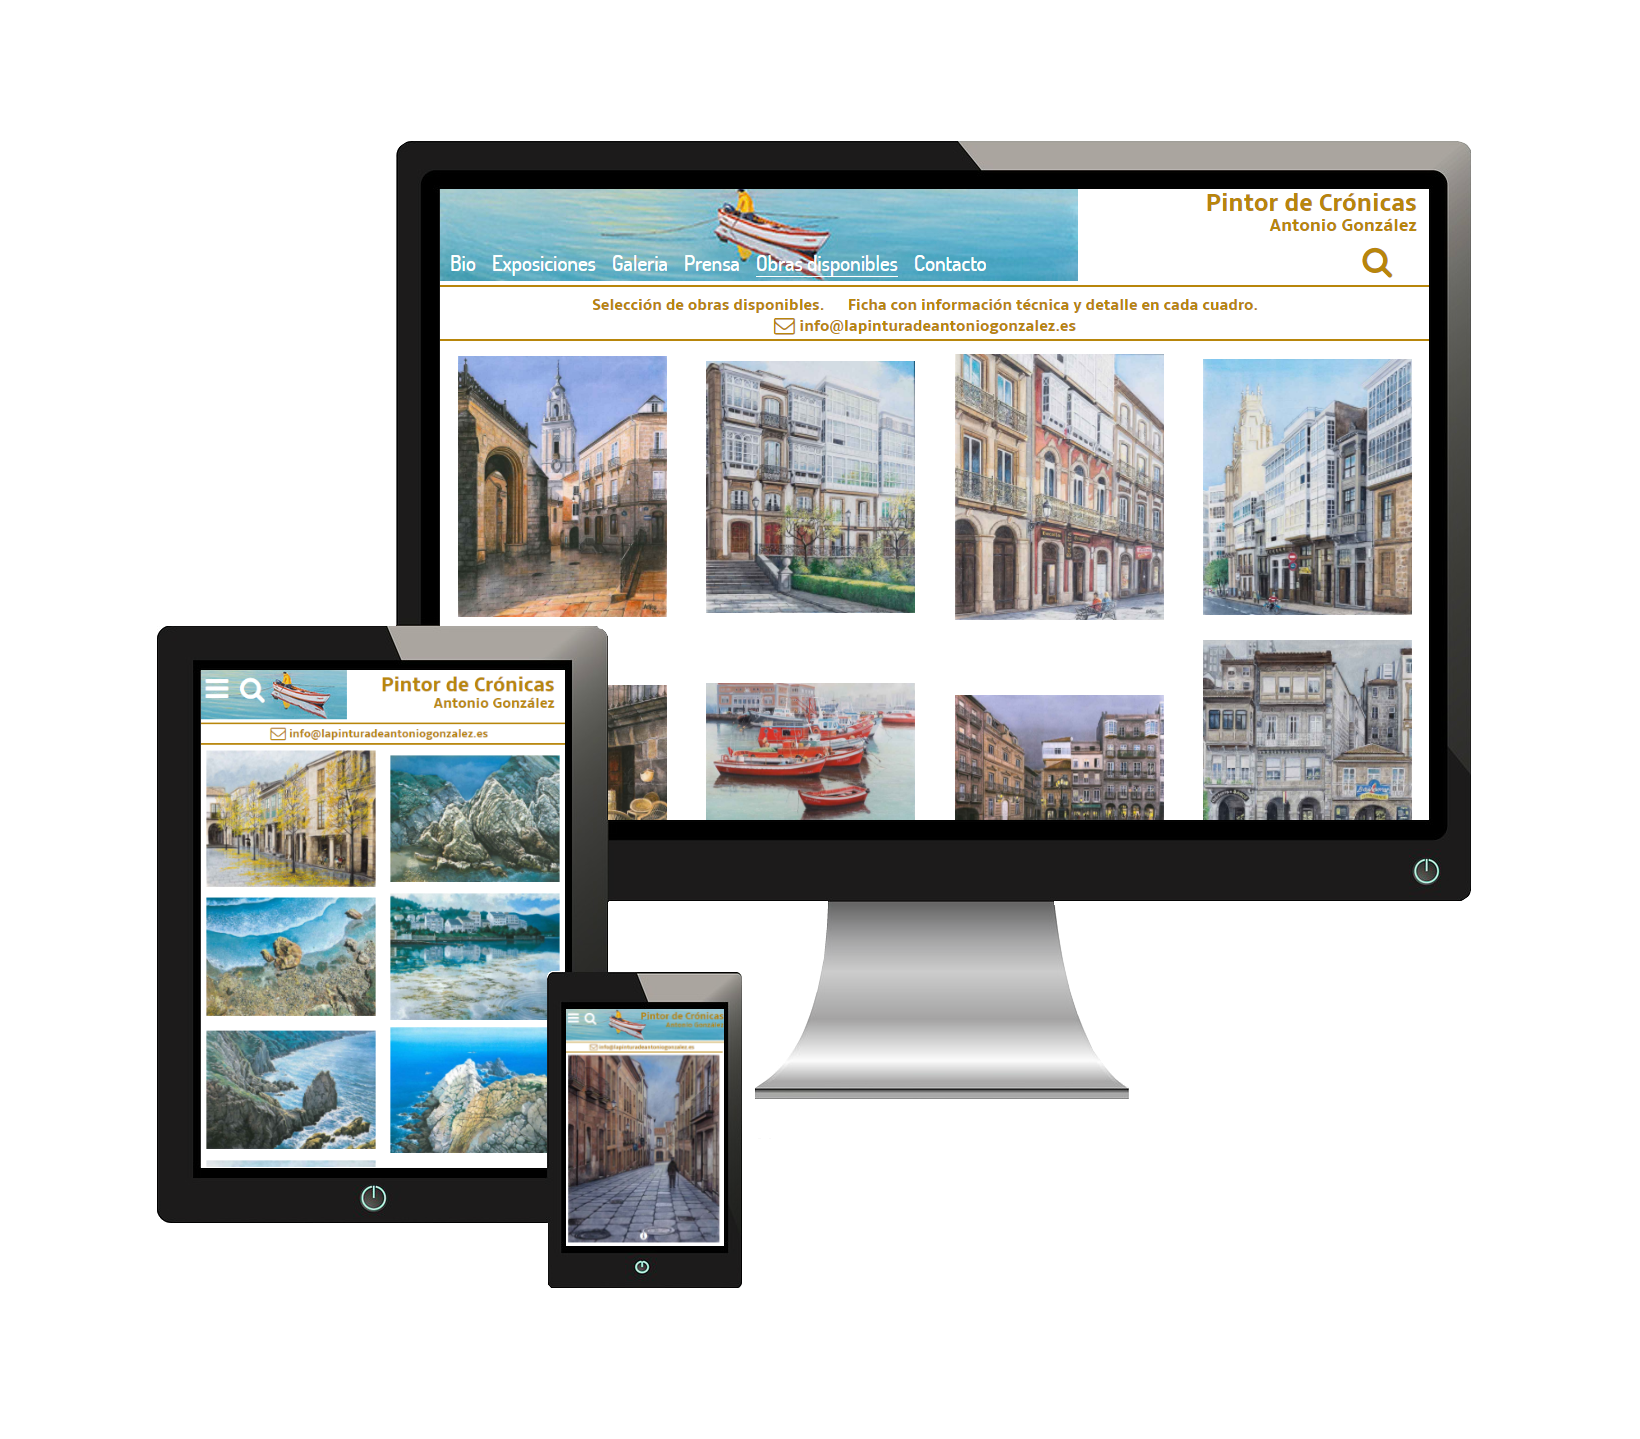 Pintor de Crónicas
Antonio González
Bio Exposiciones Galeria Prensa Obras disponibles Contacto
Selección de obras disponibles. Ficha con información técnica y detalle en cada cuadro.
info@lapinturadeantoniogonzalez.es
Pintor de Crónicas
Antonio González
info@lapinturadeantoniogonzalez.es
Pintor de Crónicas
Antonio González
info@lapinturadeantoniogonzalez.es